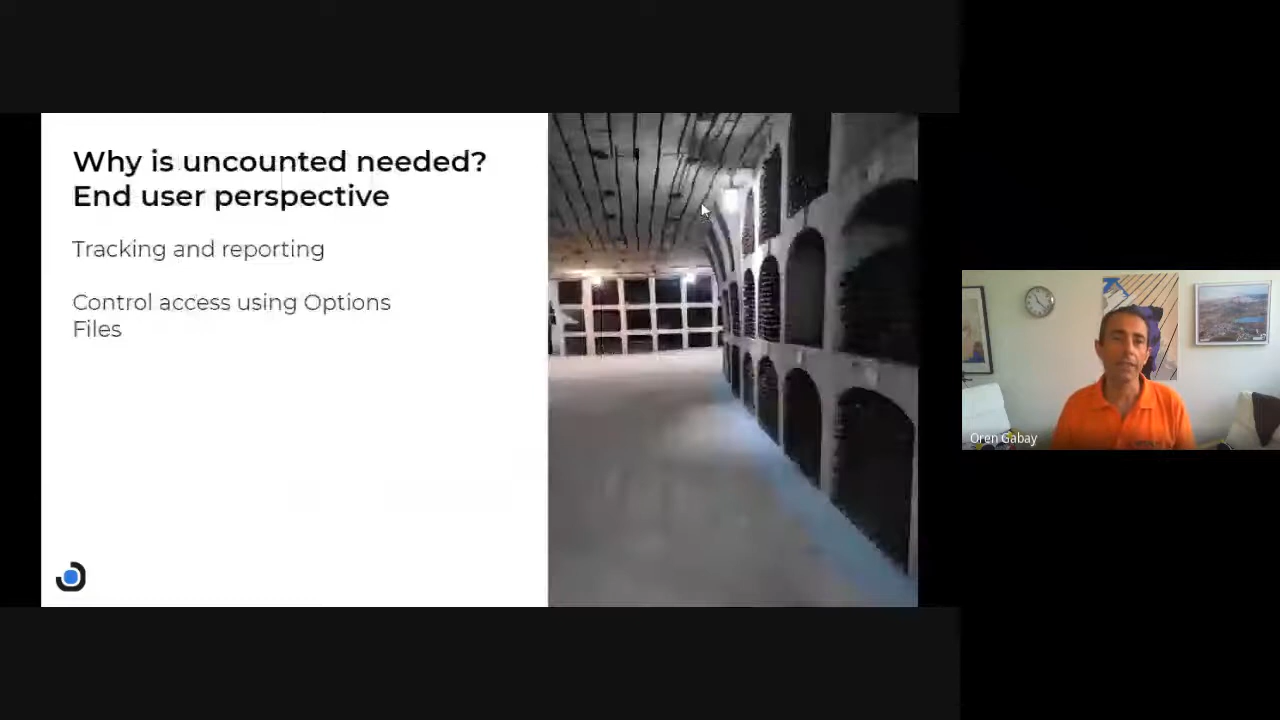 Why is uncounted needed?
End user perspective
Tracking and reporting
Control access using Options
Files
Oren Gabay